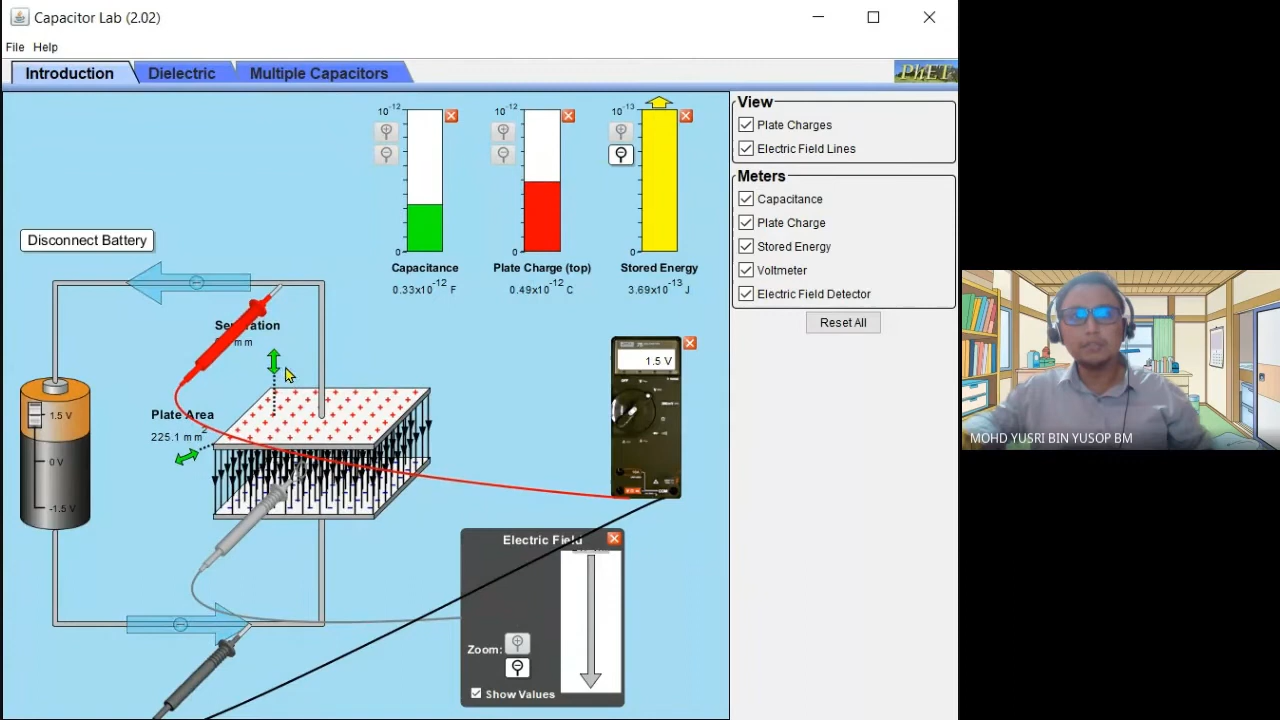 Capacitor Lab (2.02)
File Help
Introduction Dielectric Multiple Capacitors
PhET
View
Plate Charges
Electric Field Lines
Meters
Capacitance
Plate Charge
Stored Energy
Voltmeter
Electric Field Detector
Reset All
10-12 10-12 10-13
0 0 0
Capacitance Plate Charge (top) Stored Energy
0.33x10-12 F 0.49x10-12 C 3.69x10-13 J
Disconnect Battery
mm
Plate Area
225.1 mm2
1.5 V
0 V
-1.5 V
1.5 V
Electric Field
Zoom:
Show Values
MOHD YUSRI BIN YUSOP BM